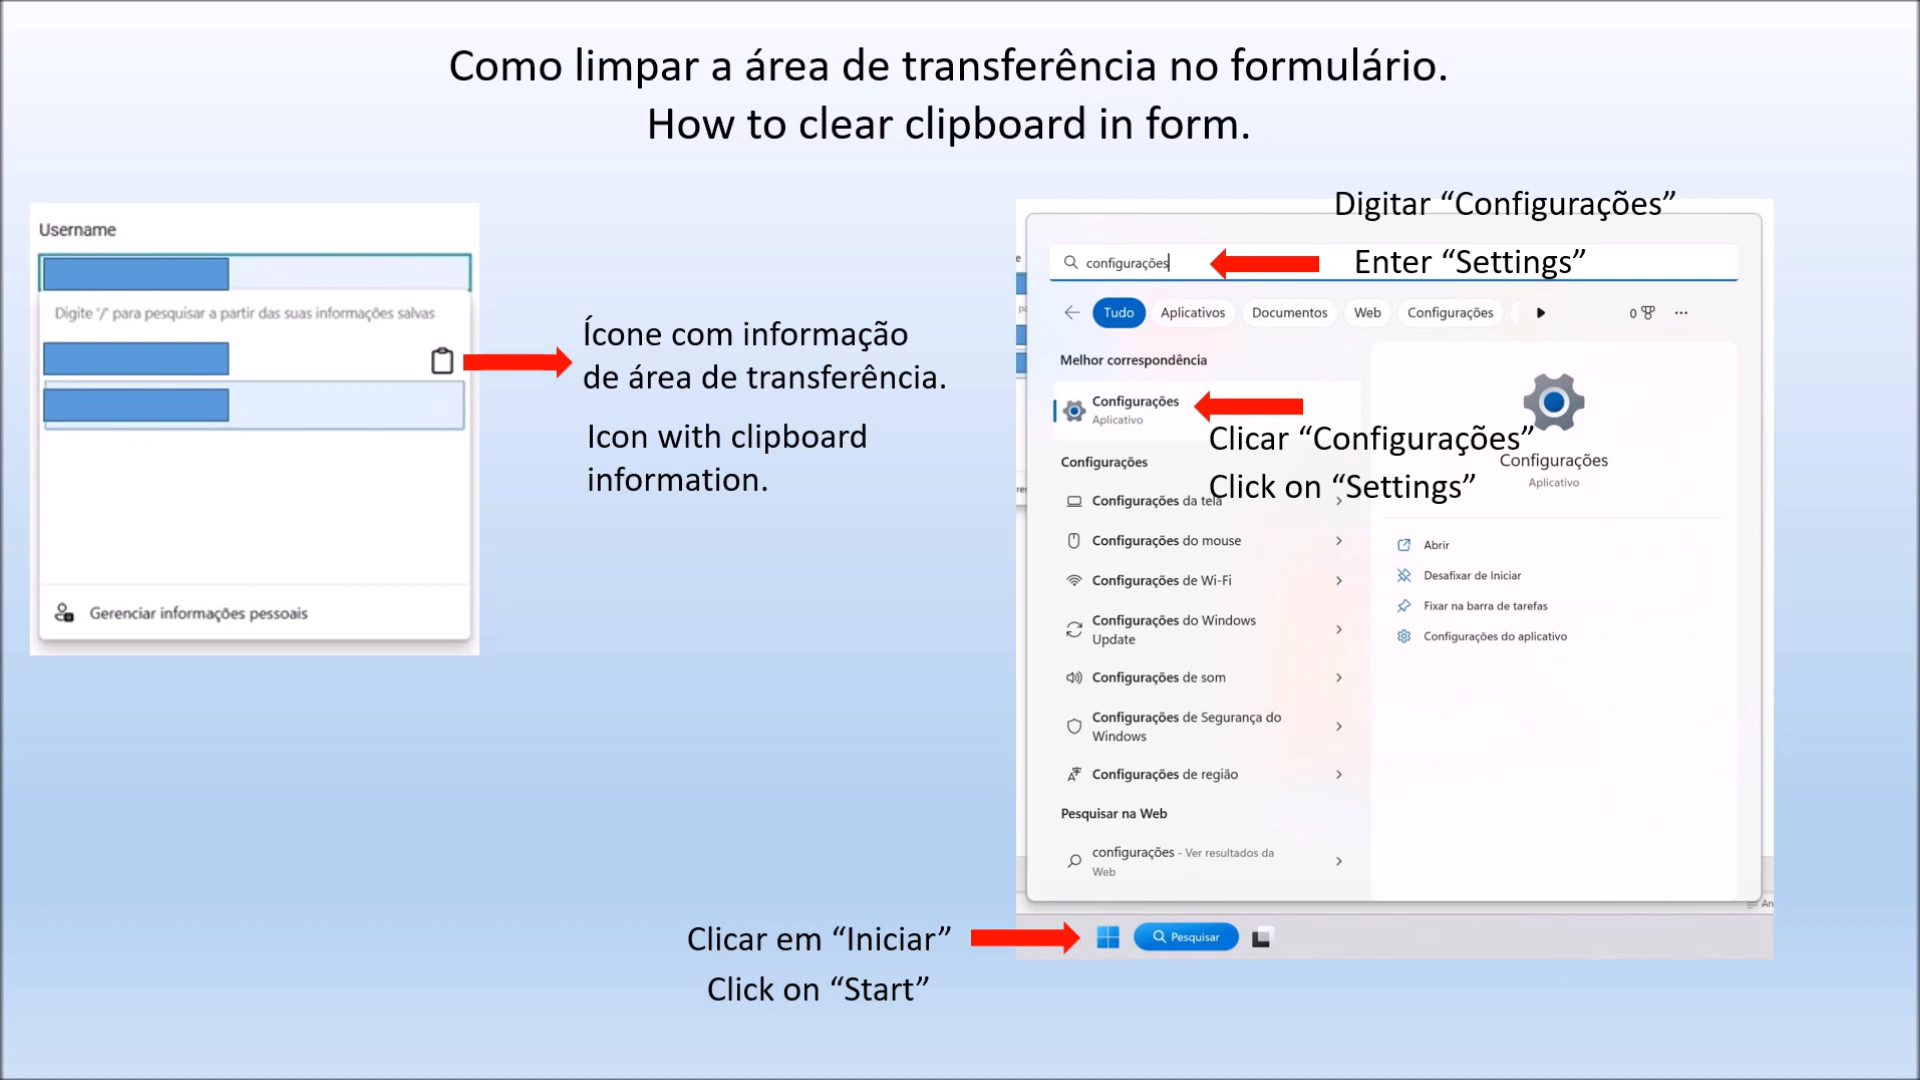 Como limpar a área de transferência no formulário.
How to clear clipboard in form.
Username
Digite '/' para pesquisar a partir das suas informações salvas
Gerenciar informações pessoais
Ícone com informação
de área de transferência.
Icon with clipboard
information.
Digitar “Configurações”
configurações
Enter “Settings”
Tudo
Aplicativos
Documentos
Web
Configurações
0
Melhor correspondência
Configurações
Aplicativo
Clicar “Configurações”
Click on “Settings”
Configurações
Configurações da tela
Configurações do mouse
Configurações de Wi-Fi
Configurações do Windows
Update
Configurações de som
Configurações de Segurança do
Windows
Configurações de região
Pesquisar na Web
configurações - Ver resultados da
Web
Configurações
Aplicativo
Abrir
Desafixar de Iniciar
Fixar na barra de tarefas
Configurações do aplicativo
An
Clicar em “Iniciar”
Click on “Start”
Pesquisar